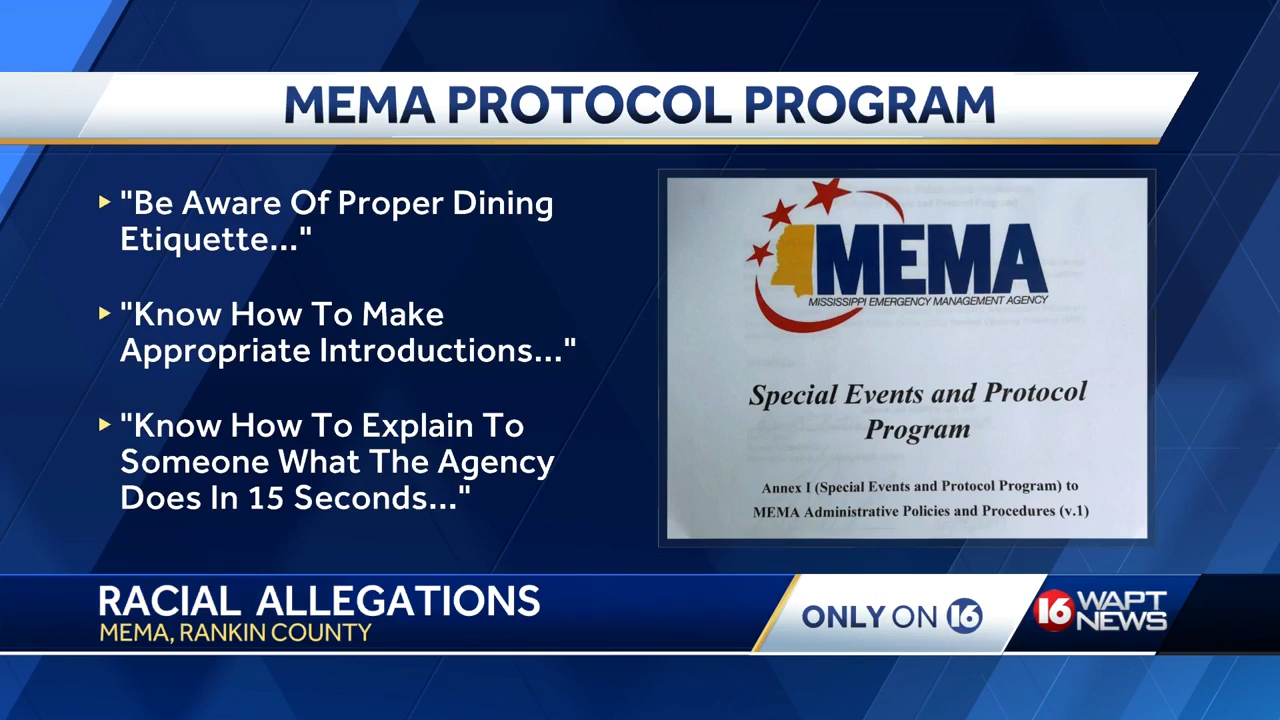 MEMA PROTOCOL PROGRAM
"Be Aware Of Proper Dining
Etiquette..."
"Know How To Make
Appropriate Introductions..."
"Know How To Explain To
Someone What The Agency
Does In 15 Seconds..."
MEMA
MISSISSIPPI EMERGENCY MANAGEMENT AGENCY
Special Events and Protocol
Program
Annex I (Special Events and Protocol Program) to
MEMA Administrative Policies and Procedures (v.1)
RACIAL ALLEGATIONS
MEMA, RANKIN COUNTY
ONLY ON 16
16 WAPT
NEWS